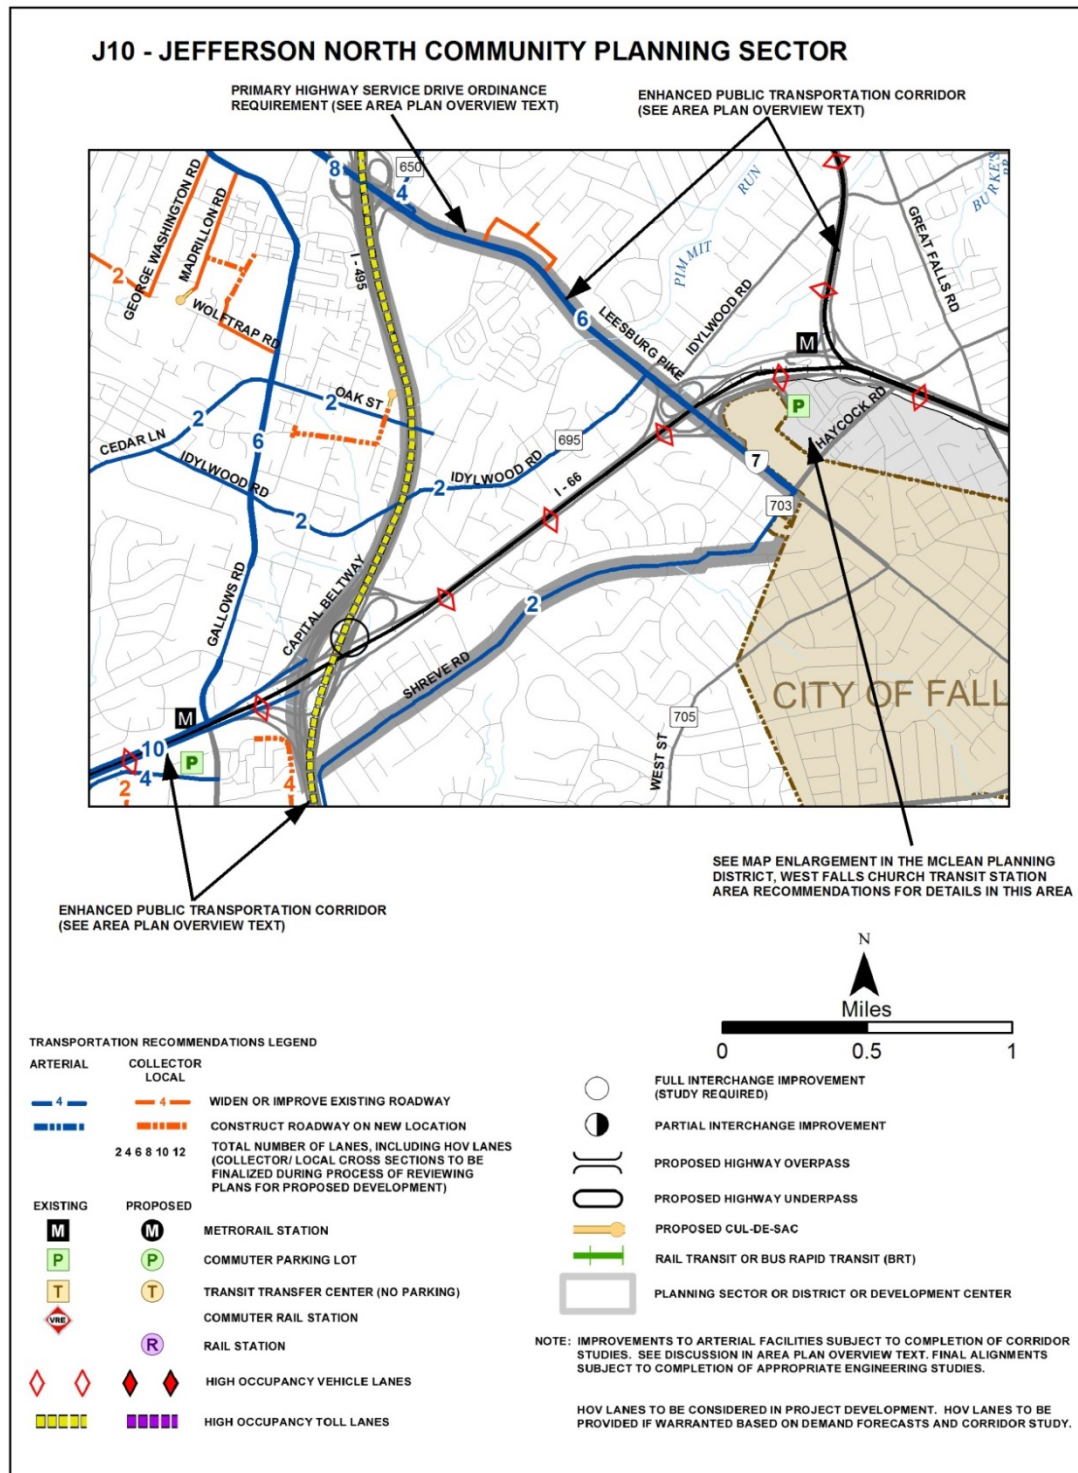 J10 - JEFFERSON NORTH COMMUNITY PLANNING SECTOR
PRIMARY HIGHWAY SERVICE DRIVE ORDINANCE
REQUIREMENT (SEE AREA PLAN OVERVIEW TEXT)
ENHANCED PUBLIC TRANSPORTATION CORRIDOR
(SEE AREA PLAN OVERVIEW TEXT)
8
650
4
GEORGE WASHINGTON RD
MADRILLON RD
2
WOLFTRAP RD
I - 495
PIMMIT
RUN
GREAT FALLS RD
BURKE'S
IDYLWOOD RD
LEESBURG PIKE
6
M
OAK ST
2
2
CEDAR LN
6
IDYLWOOD RD
2
695
IDYLWOOD RD
2
I - 66
P
HAYCOCK RD
7
703
GALLOWS RD
CAPITAL BELTWAY
2
SHREVE RD
CITY OF FALL
705
WEST ST
M
10
P
4
2
4
SEE MAP ENLARGEMENT IN THE MCLEAN PLANNING
DISTRICT, WEST FALLS CHURCH TRANSIT STATION
AREA RECOMMENDATIONS FOR DETAILS IN THIS AREA
ENHANCED PUBLIC TRANSPORTATION CORRIDOR
(SEE AREA PLAN OVERVIEW TEXT)
N
Miles
0 0.5 1
TRANSPORTATION RECOMMENDATIONS LEGEND
ARTERIAL COLLECTOR
LOCAL
4 4 WIDEN OR IMPROVE EXISTING ROADWAY
CONSTRUCT ROADWAY ON NEW LOCATION
2 4 6 8 10 12 TOTAL NUMBER OF LANES, INCLUDING HOV LANES
(COLLECTOR/ LOCAL CROSS SECTIONS TO BE
FINALIZED DURING PROCESS OF REVIEWING
PLANS FOR PROPOSED DEVELOPMENT)
EXISTING PROPOSED
M M METRORAIL STATION
P P COMMUTER PARKING LOT
T T TRANSIT TRANSFER CENTER (NO PARKING)
VRE COMMUTER RAIL STATION
R RAIL STATION
HIGH OCCUPANCY VEHICLE LANES
HIGH OCCUPANCY TOLL LANES
FULL INTERCHANGE IMPROVEMENT
(STUDY REQUIRED)
PARTIAL INTERCHANGE IMPROVEMENT
PROPOSED HIGHWAY OVERPASS
PROPOSED HIGHWAY UNDERPASS
PROPOSED CUL-DE-SAC
RAIL TRANSIT OR BUS RAPID TRANSIT (BRT)
PLANNING SECTOR OR DISTRICT OR DEVELOPMENT CENTER
NOTE: IMPROVEMENTS TO ARTERIAL FACILITIES SUBJECT TO COMPLETION OF CORRIDOR
STUDIES. SEE DISCUSSION IN AREA PLAN OVERVIEW TEXT. FINAL ALIGNMENTS
SUBJECT TO COMPLETION OF APPROPRIATE ENGINEERING STUDIES.
HOV LANES TO BE CONSIDERED IN PROJECT DEVELOPMENT. HOV LANES TO BE
PROVIDED IF WARRANTED BASED ON DEMAND FORECASTS AND CORRIDOR STUDY.